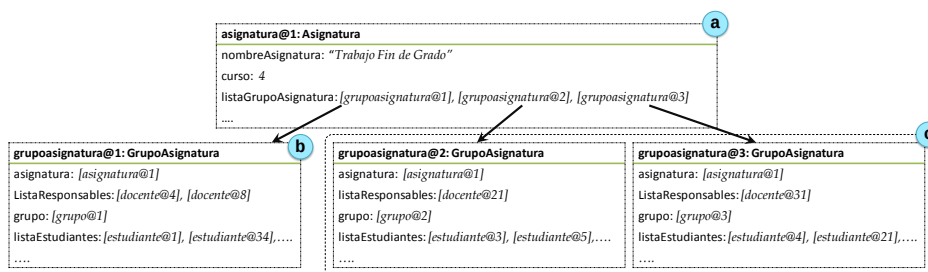 a
asignatura@1: Asignatura
nombreAsignatura: “Trabajo Fin de Grado”
curso: 4
listaGrupoAsignatura: [grupoasignatura@1], [grupoasignatura@2], [grupoasignatura@3]
....
b
grupoasignatura@1: GrupoAsignatura
asignatura: [asignatura@1]
ListaResponsables: [docente@4], [docente@8]
grupo: [grupo@1]
listaEstudiantes: [estudiante@1], [estudiante@34],….
….
grupoasignatura@2: GrupoAsignatura
asignatura: [asignatura@1]
ListaResponsables: [docente@21]
grupo: [grupo@2]
listaEstudiantes: [estudiante@3], [estudiante@5],….
….
grupoasignatura@3: GrupoAsignatura
asignatura: [asignatura@1]
ListaResponsables: [docente@31]
grupo: [grupo@3]
listaEstudiantes: [estudiante@4], [estudiante@21],….
….